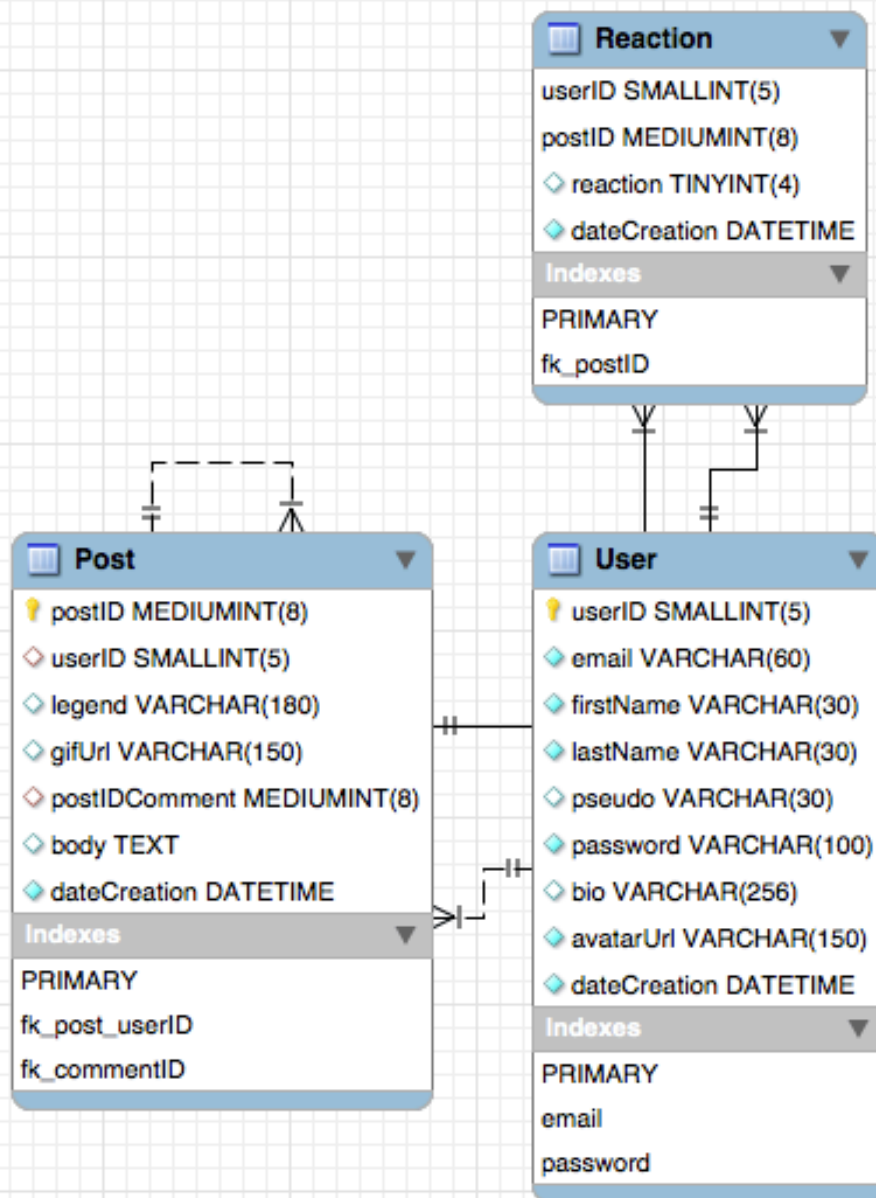 Reaction
userID SMALLINT(5)
postID MEDIUMINT(8)
reaction TINYINT(4)
dateCreation DATETIME
Indexes
PRIMARY
fk_postID
Post
postID MEDIUMINT(8)
userID SMALLINT(5)
legend VARCHAR(180)
gifUrl VARCHAR(150)
postIDComment MEDIUMINT(8)
body TEXT
dateCreation DATETIME
Indexes
PRIMARY
fk_post_userID
fk_commentID
User
userID SMALLINT(5)
email VARCHAR(60)
firstName VARCHAR(30)
lastName VARCHAR(30)
pseudo VARCHAR(30)
password VARCHAR(100)
bio VARCHAR(256)
avatarUrl VARCHAR(150)
dateCreation DATETIME
Indexes
PRIMARY
email
password